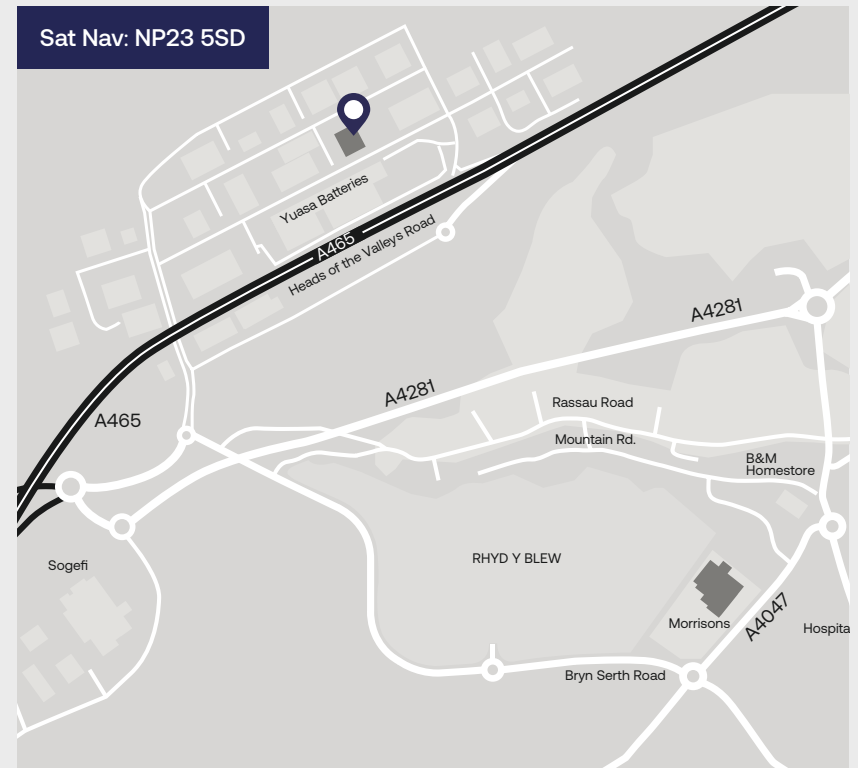 Sat Nav: NP23 5SD
Yuasa Batteries
A465
Heads of the Valleys Road
A4281
A4281
A465
Rassau Road
Mountain Rd.
B&M
Homestore
Sogefi
RHYD Y BLEW
Morrisons
A4047
Hospita
Bryn Serth Road